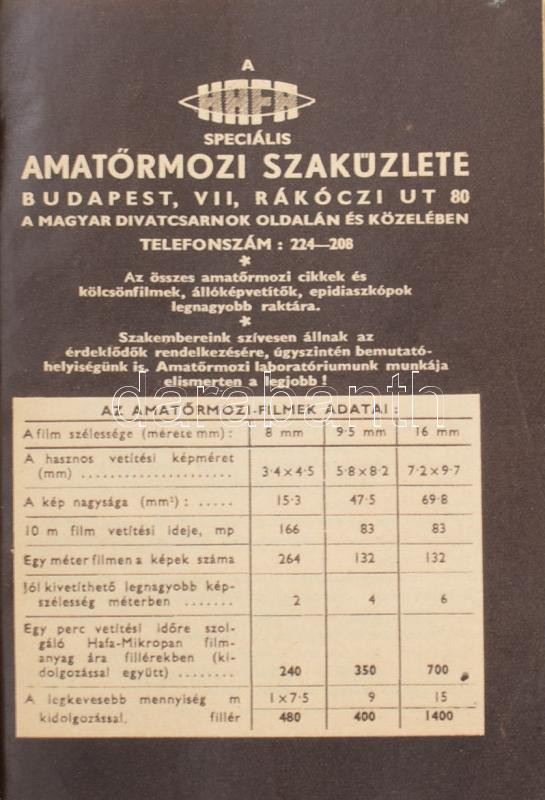 A
HAFA
SPECIÁLIS
AMATŐRMOZI SZAKÜZLETE
BUDAPEST, VII, RÁKÓCZI UT 80
A MAGYAR DIVATCSARNOK OLDALÁN ÉS KÖZELÉBEN
TELEFONSZÁM : 224—208
*
Az összes amatőrmozi cikkek és
kölcsönfilmek, állóképvetítők, epidiaszkópok
legnagyobb raktára.
*
Szakembereink szívesen állnak az
érdeklődők rendelkezésére, úgyszintén bemutató-
helyiségünk is. Amatőrmozi laboratóriumunk munkája
elismerten a legjobb !
darabanth
AZ AMATŐRMOZI-FILMEK ADATAI :
A film szélessége (mérete mm) : 8 mm 9·5 mm 16 mm
A hasznos vetítési képméret
(mm) .................... 3·4×4·5 5·8×8·2 7·2×9·7
A kép nagysága (mm²) : ..... 15·3 47·5 69·8
10 m film vetítési ideje, mp 166 83 83
Egy méter filmen a képek száma 264 132 132
Jól kivetíthető legnagyobb kép-
szélesség méterben ....... 2 4 6
Egy perc vetítési időre szol-
gáló Hafa-Mikropan film-
anyag ára fillérekben (ki-
dolgozással együtt) ........ 240 350 700
A legkevesebb mennyiség m 1×7·5 9 15
kidolgozással, fillér 480 400 1400